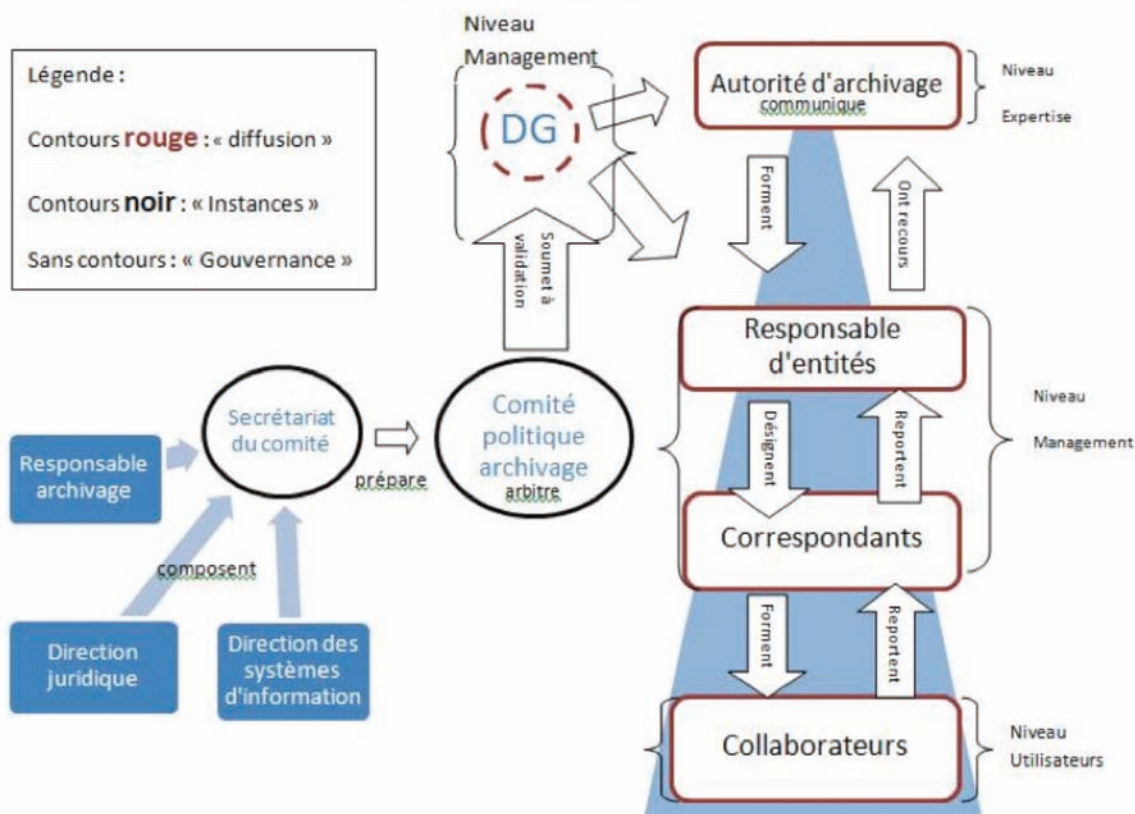 Légende :
Contours rouge : « diffusion »
Contours noir : « Instances »
Sans contours : « Gouvernance »
Niveau
Management
DG
Soumet à
validation
Autorité d'archivage
communique
Niveau
Expertise
Forment
Ont recours
Responsable
d'entités
Désignent
Reportent
Niveau
Management
Correspondants
Forment
Reportent
Collaborateurs
Niveau
Utilisateurs
Secrétariat
du comité
prépare
Comité
politique
archivage
arbitre
Responsable
archivage
composent
Direction
juridique
Direction des
systèmes
d'information